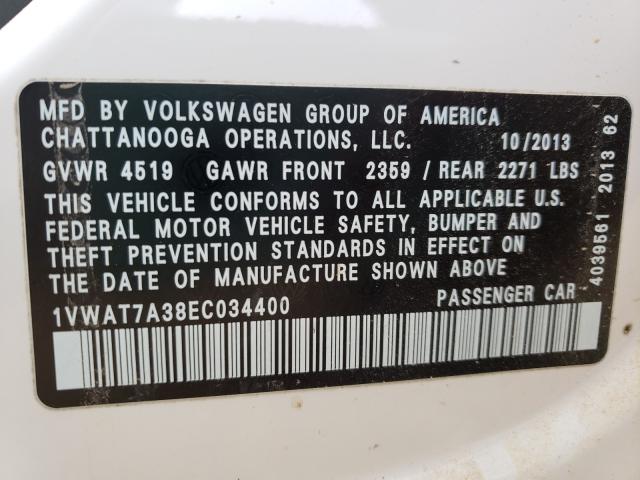 MFD BY VOLKSWAGEN GROUP OF AMERICA
CHATTANOOGA OPERATIONS, LLC. 10/2013
GVWR 4519 GAWR FRONT 2359 / REAR 2271 LBS
THIS VEHICLE CONFORMS TO ALL APPLICABLE U.S.
FEDERAL MOTOR VEHICLE SAFETY, BUMPER AND
THEFT PREVENTION STANDARDS IN EFFECT ON
THE DATE OF MANUFACTURE SHOWN ABOVE
1VWAT7A38EC034400 PASSENGER CAR
4039561 2013 62